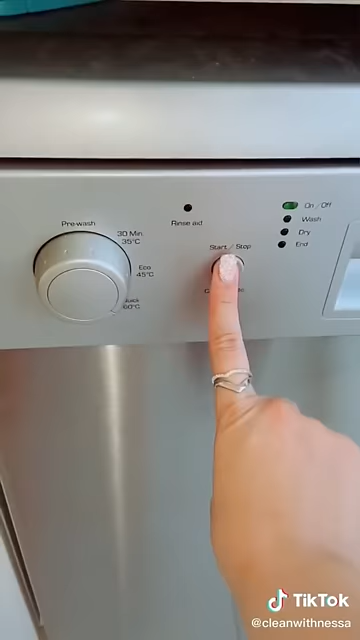 Pre-wash
30 Min.
35°C
Eco
45°C
60°C
Rinse aid
Start / Stop
On / Off
Wash
Dry
End
TikTok
@cleanwithnessa